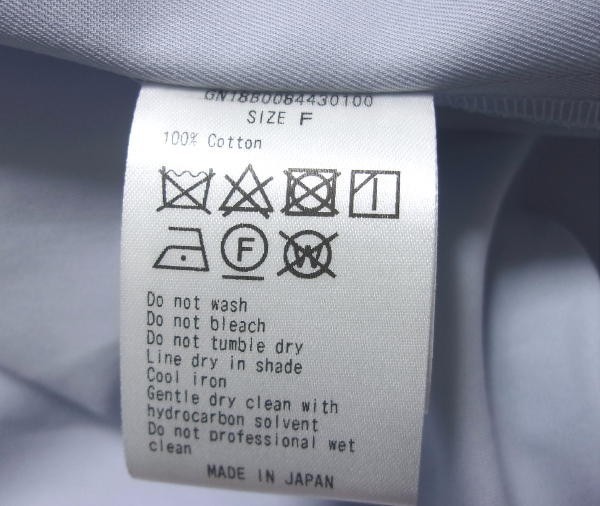 GN18B0084430100
SIZE F
100% Cotton
F
W
Do not wash
Do not bleach
Do not tumble dry
Line dry in shade
Cool iron
Gentle dry clean with
hydrocarbon solvent
Do not professional wet
clean
MADE IN JAPAN